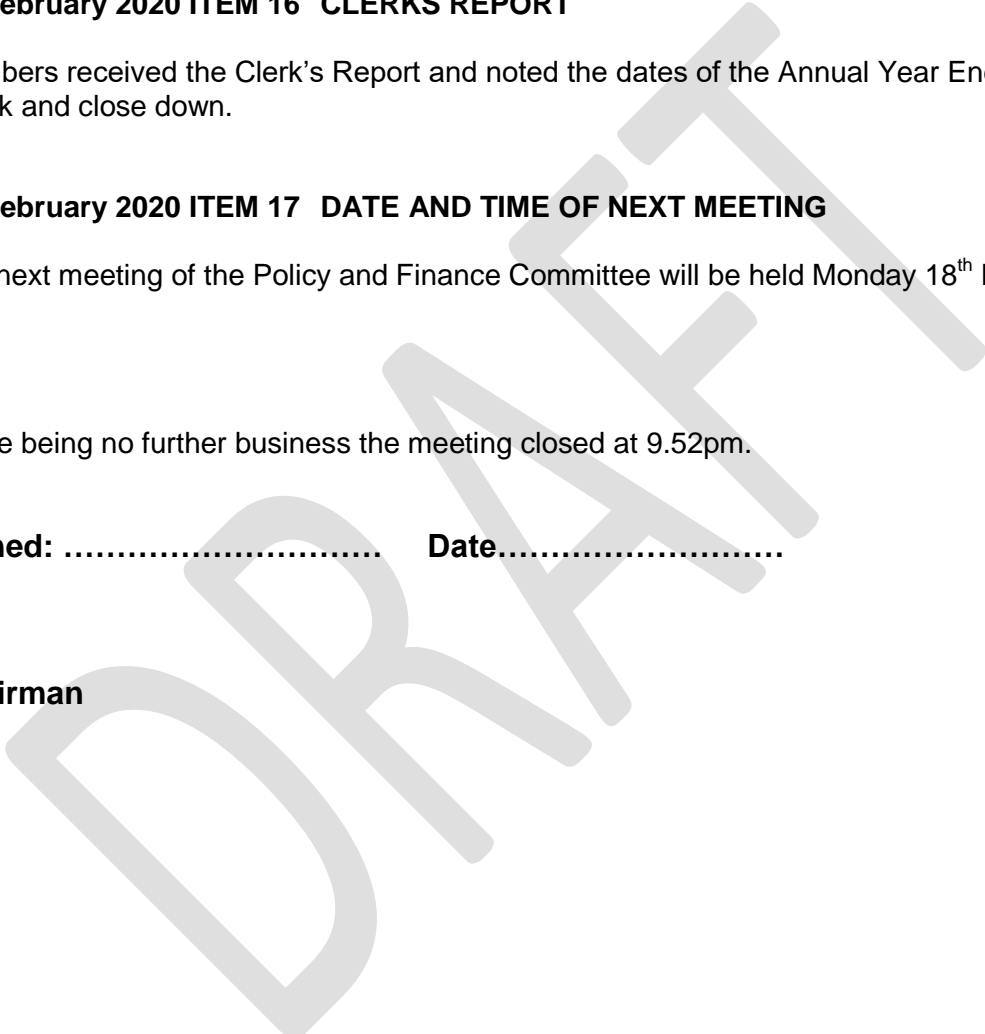 ebruary 2020 ITEM 16 CLERKS REPORT
bers received the Clerk's Report and noted the dates of the Annual Year En
k and close down.
ebruary 2020 ITEM 17 DATE AND TIME OF NEXT MEETING
next meeting of the Policy and Finance Committee will be held Monday 18th
e being no further business the meeting closed at 9.52pm.
ned: ………………………… Date………………………
irman
DRAFT